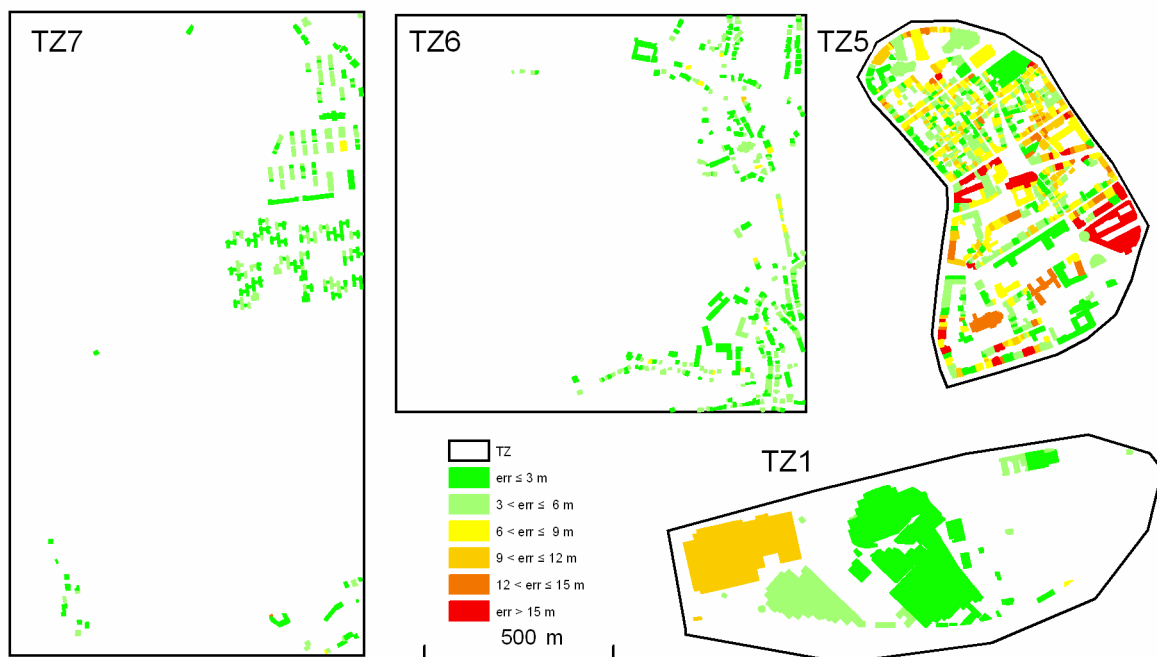 TZ7
TZ6
TZ5
TZ
err ≤ 3 m
3 < err ≤ 6 m
6 < err ≤ 9 m
9 < err ≤ 12 m
12 < err ≤ 15 m
err > 15 m
500 m
TZ1